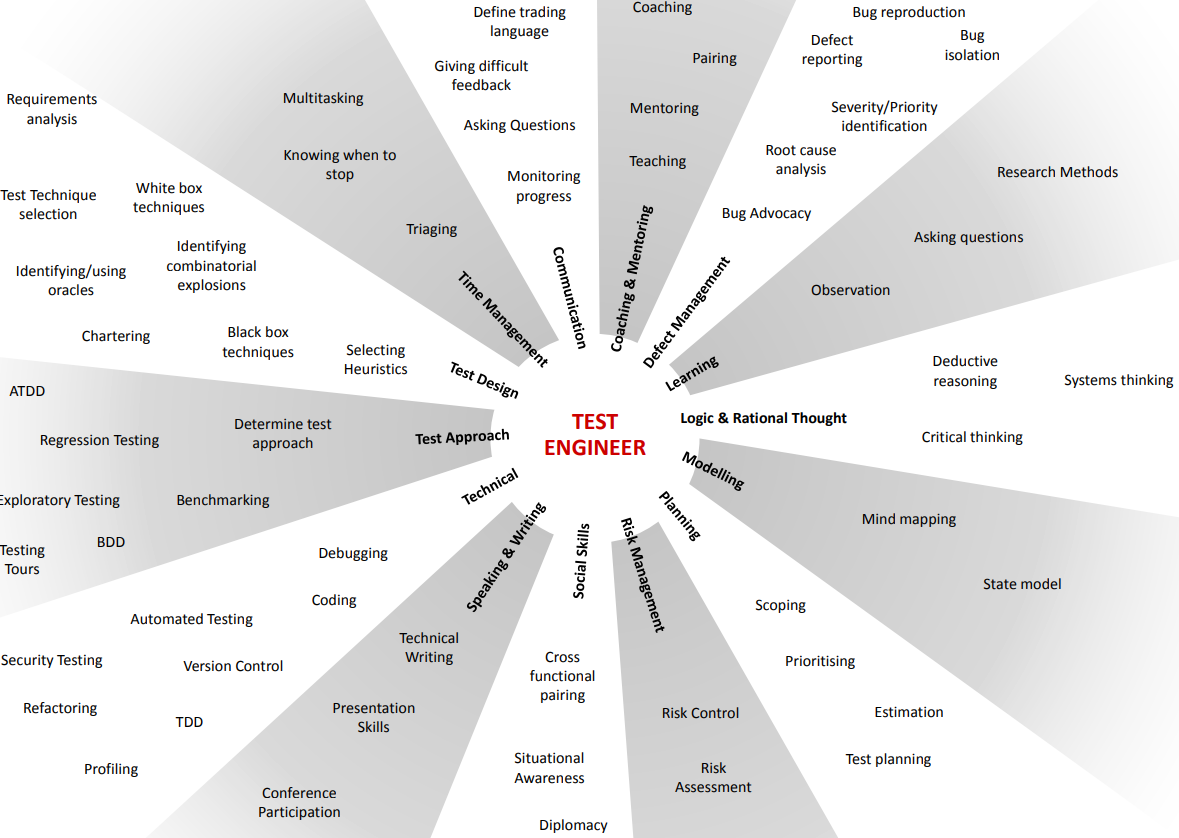 Define trading
language
Giving difficult
feedback
Asking Questions
Monitoring
progress
Communication
Coaching
Pairing
Mentoring
Teaching
Coaching & Mentoring
Bug reproduction
Defect
reporting
Bug
isolation
Severity/Priority
identification
Root cause
analysis
Bug Advocacy
Defect Management
Research Methods
Asking questions
Observation
Learning
Deductive
reasoning
Systems thinking
Critical thinking
Logic & Rational Thought
Modelling
Mind mapping
State model
Planning
Scoping
Prioritising
Estimation
Test planning
Risk Management
Risk Control
Risk
Assessment
Social Skills
Cross
functional
pairing
Situational
Awareness
Diplomacy
Speaking & Writing
Technical
Writing
Presentation
Skills
Conference
Participation
Technical
Debugging
Coding
Automated Testing
Security Testing
Version Control
Refactoring
TDD
Profiling
Test Approach
ATDD
Regression Testing
Determine test
approach
Exploratory Testing
Benchmarking
BDD
Testing
Tours
Test Design
Requirements
analysis
Test Technique
selection
White box
techniques
Identifying/using
oracles
Identifying
combinatorial
explosions
Chartering
Black box
techniques
Selecting
Heuristics
Time Management
Multitasking
Knowing when to
stop
Triaging
TEST
ENGINEER